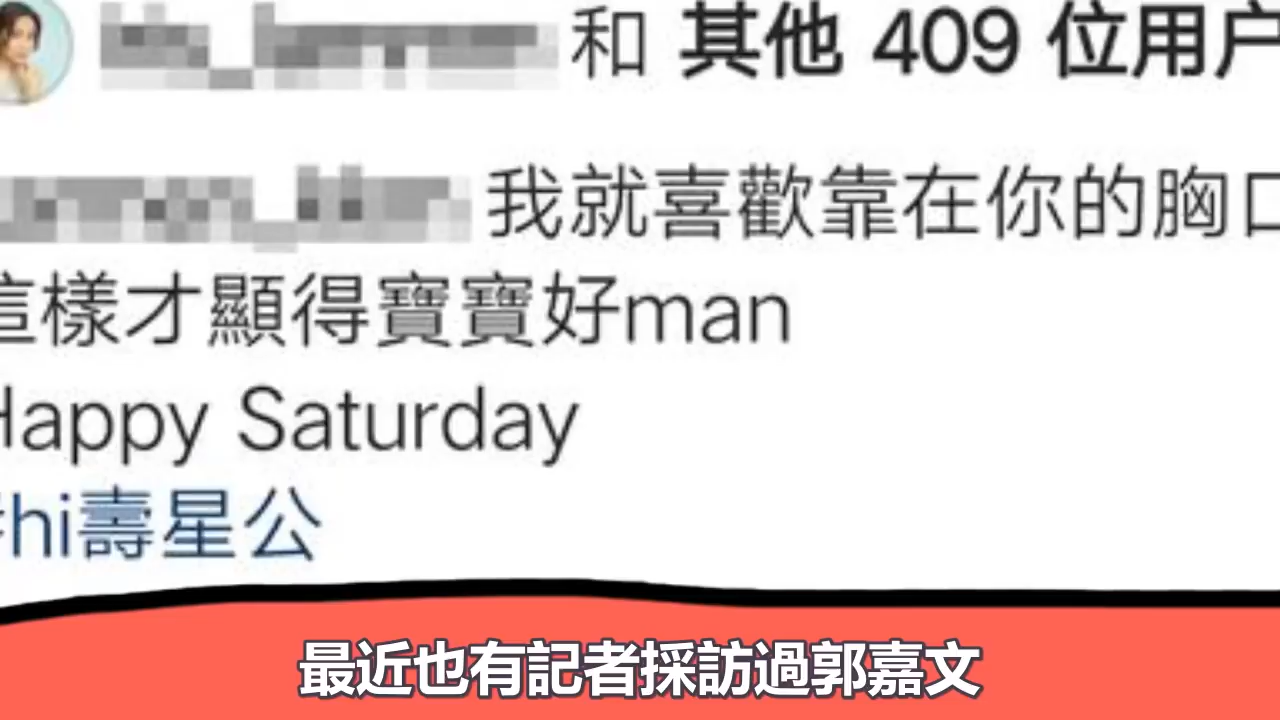 和 其他 409 位用户
我就喜歡靠在你的胸口
這樣才顯得寶寶好man
Happy Saturday
#hi壽星公
最近也有記者採訪過郭嘉文